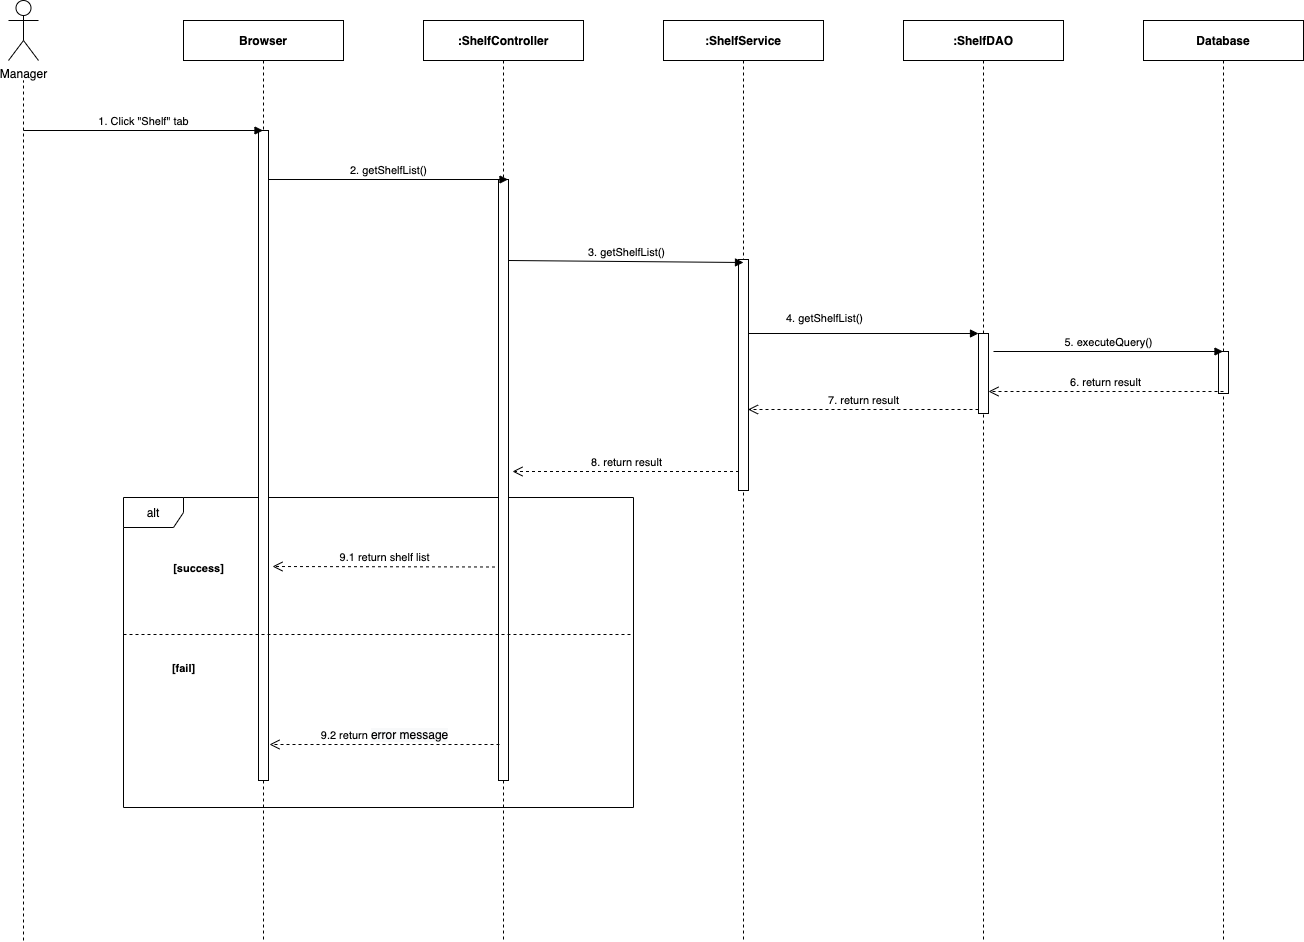 Manager
Browser
:ShelfController
:ShelfService
:ShelfDAO
Database
1. Click "Shelf" tab
2. getShelfList()
3. getShelfList()
4. getShelfList()
5. executeQuery()
6. return result
7. return result
8. return result
alt
9.1 return shelf list
[success]
[fail]
9.2 return error message